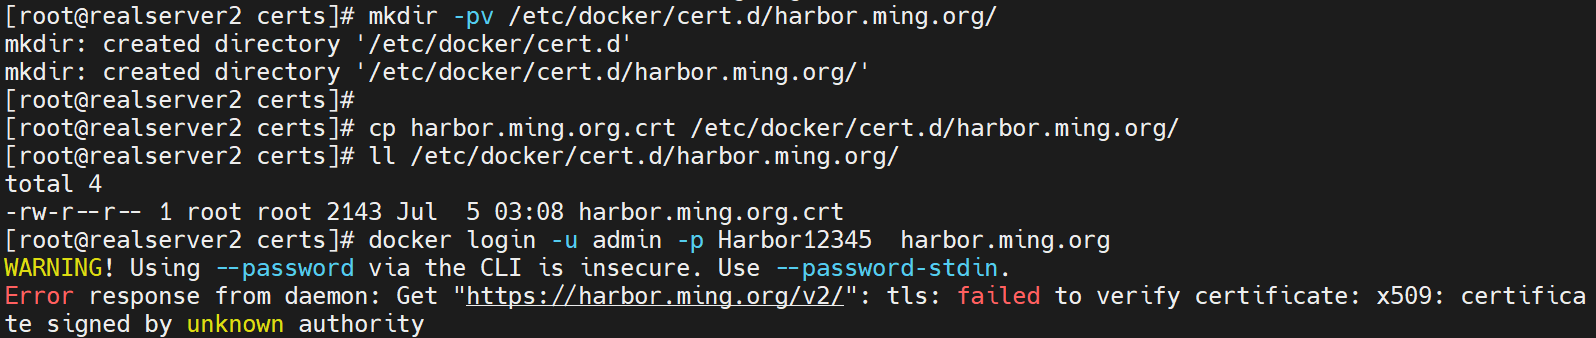 [root@realserver2 certs]# mkdir -pv /etc/docker/cert.d/harbor.ming.org/
mkdir: created directory '/etc/docker/cert.d'
mkdir: created directory '/etc/docker/cert.d/harbor.ming.org/'
[root@realserver2 certs]#
[root@realserver2 certs]# cp harbor.ming.org.crt /etc/docker/cert.d/harbor.ming.org/
[root@realserver2 certs]# ll /etc/docker/cert.d/harbor.ming.org/
total 4
-rw-r--r-- 1 root root 2143 Jul  5 03:08 harbor.ming.org.crt
[root@realserver2 certs]# docker login -u admin -p Harbor12345  harbor.ming.org
WARNING! Using --password via the CLI is insecure. Use --password-stdin.
Error response from daemon: Get "https://harbor.ming.org/v2/": tls: failed to verify certificate: x509: certifica
te signed by unknown authority